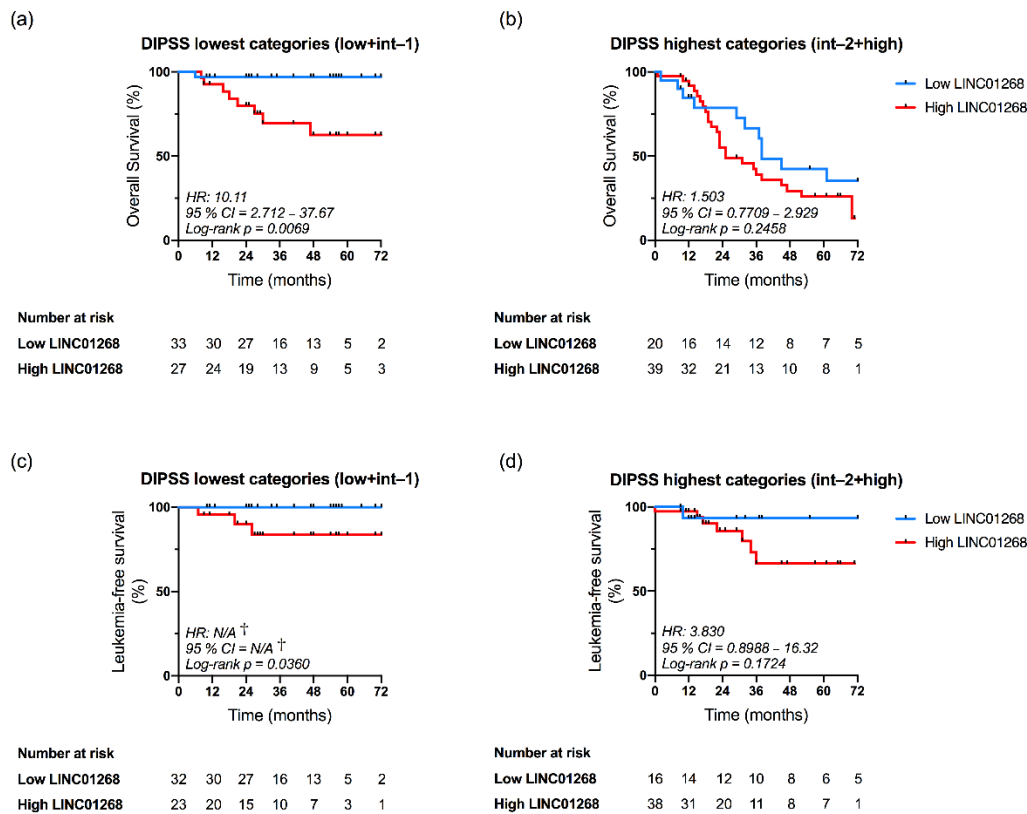 (a)
DIPSS lowest categories (low+int–1)
Overall Survival (%)
100
50
0
HR: 10.11
95 % CI = 2.712 – 37.67
Log-rank p = 0.0069
0 12 24 36 48 60 72
Time (months)
Number at risk
Low LINC01268 33 30 27 16 13 5 2
High LINC01268 27 24 19 13 9 5 3
(b)
DIPSS highest categories (int–2+high)
Overall Survival (%)
100
50
0
Low LINC01268
High LINC01268
HR: 1.503
95 % CI = 0.7709 – 2.929
Log-rank p = 0.2458
0 12 24 36 48 60 72
Time (months)
Number at risk
Low LINC01268 20 16 14 12 8 7 5
High LINC01268 39 32 21 13 10 8 1
(c)
DIPSS lowest categories (low+int–1)
Leukemia-free survival
(%)
100
50
0
HR: N/A †
95 % CI = N/A †
Log-rank p = 0.0360
0 12 24 36 48 60 72
Time (months)
Number at risk
Low LINC01268 32 30 27 16 13 5 2
High LINC01268 23 20 15 10 7 3 1
(d)
DIPSS highest categories (int–2+high)
Leukemia-free survival
(%)
100
50
0
Low LINC01268
High LINC01268
HR: 3.830
95 % CI = 0.8988 – 16.32
Log-rank p = 0.1724
0 12 24 36 48 60 72
Time (months)
Number at risk
Low LINC01268 16 14 12 10 8 6 5
High LINC01268 38 31 20 11 8 7 1